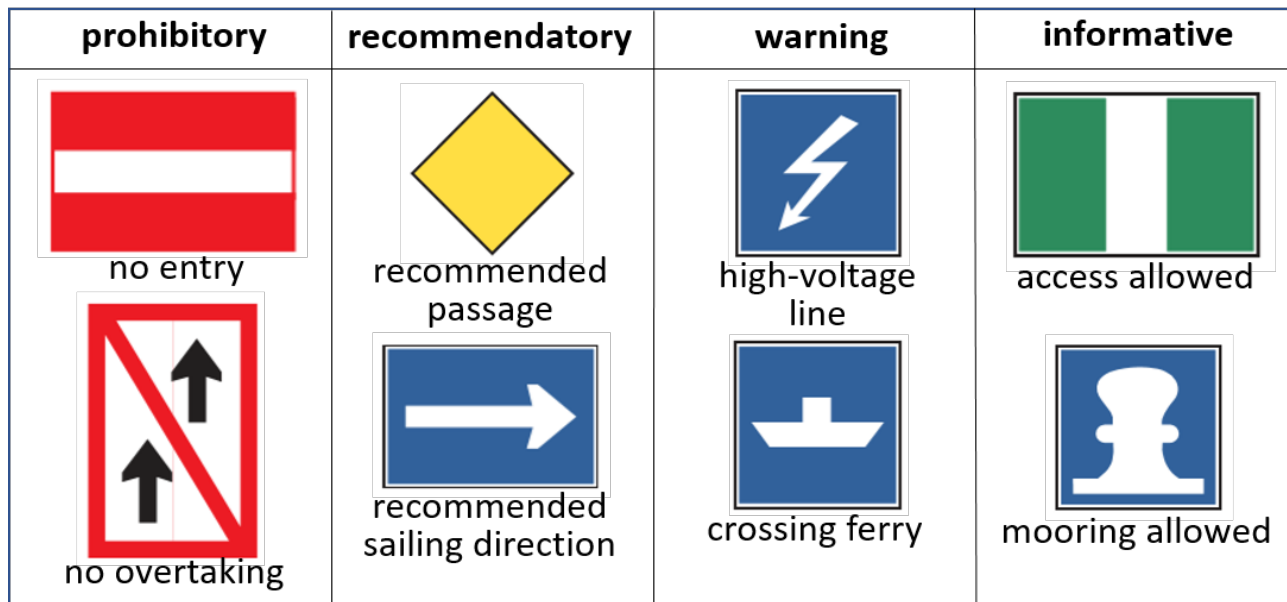 prohibitory
recommendatory
warning
informative
no entry
recommended
passage
high-voltage
line
access allowed
no overtaking
recommended
sailing direction
crossing ferry
mooring allowed